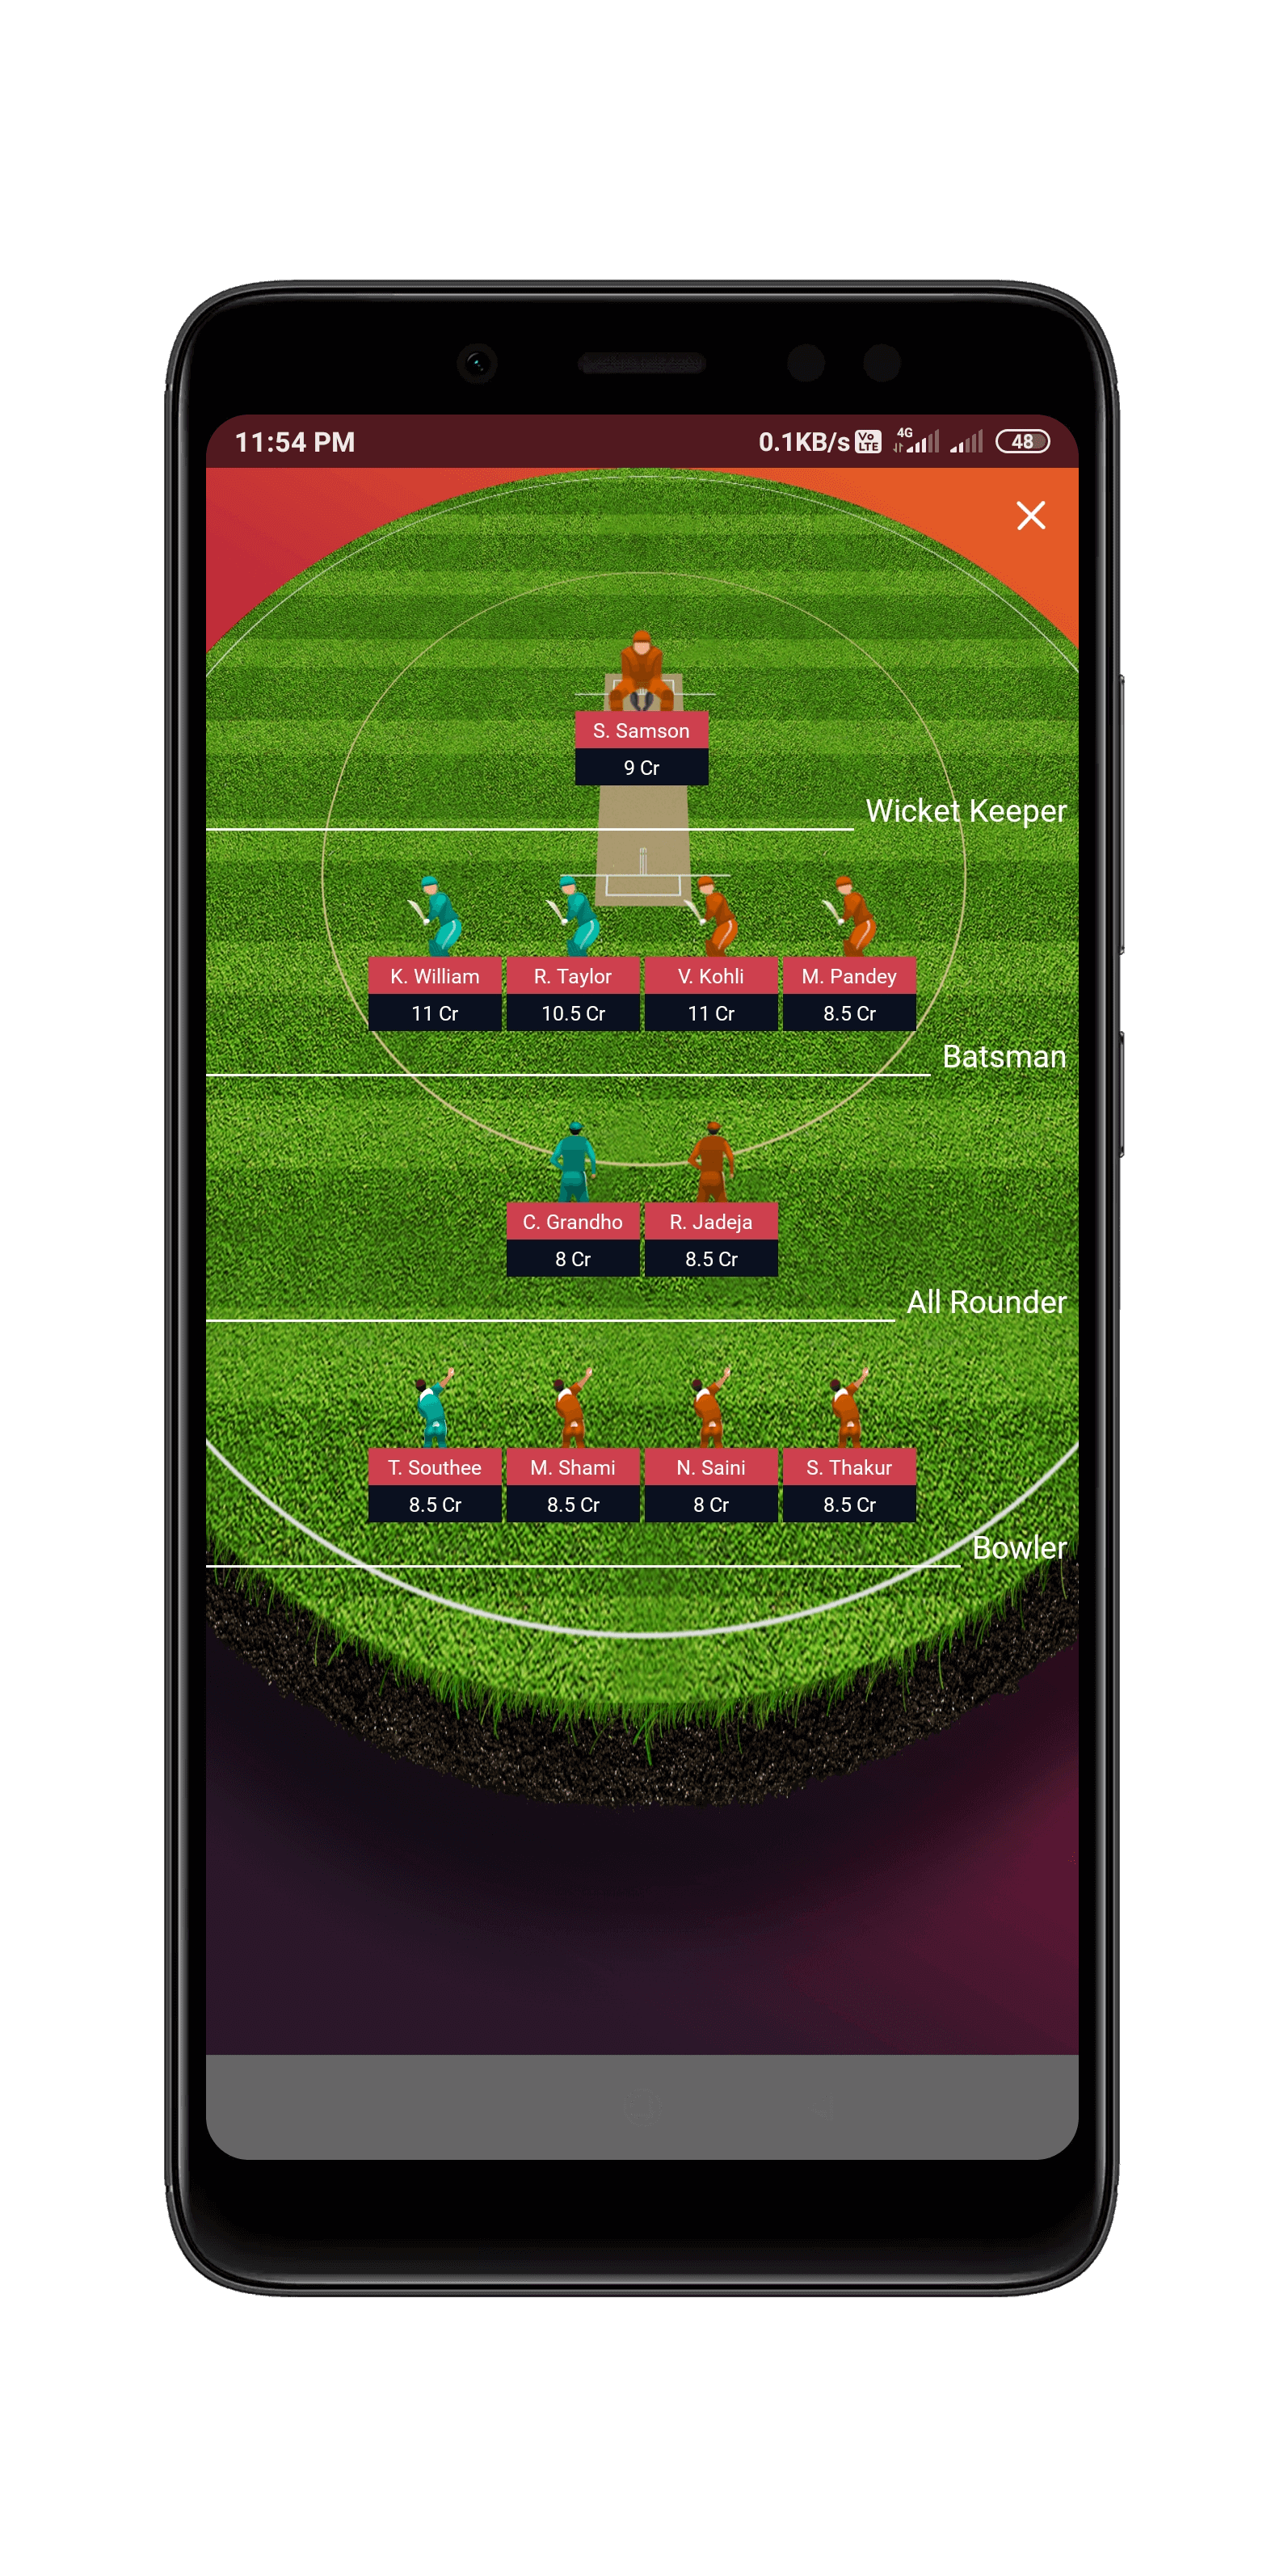 11:54 PM 0.1KB/s Vo LTE 4G 48
S. Samson
9 Cr
Wicket Keeper
K. William R. Taylor V. Kohli M. Pandey
11 Cr 10.5 Cr 11 Cr 8.5 Cr
Batsman
C. Grandho R. Jadeja
8 Cr 8.5 Cr
All Rounder
T. Southee M. Shami N. Saini S. Thakur
8.5 Cr 8.5 Cr 8 Cr 8.5 Cr
Bowler